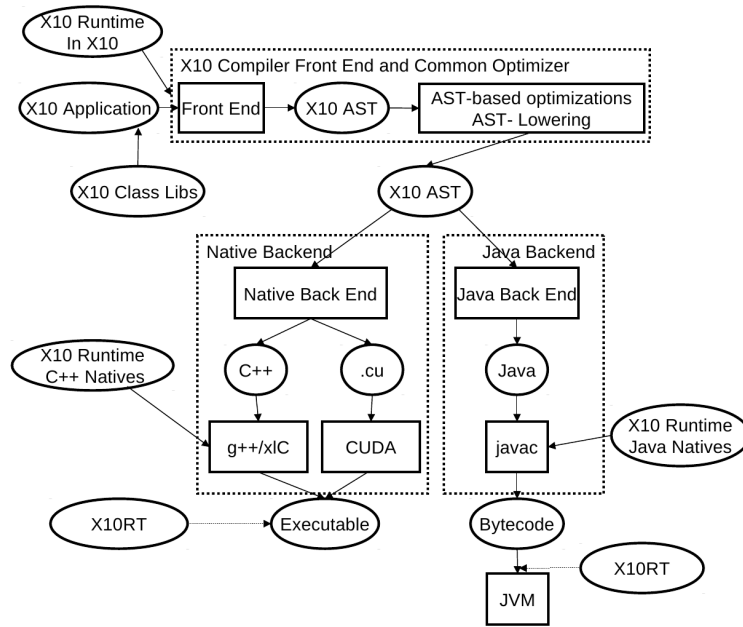 X10 Runtime
In X10
X10 Compiler Front End and Common Optimizer
X10 Application
Front End
X10 AST
AST-based optimizations
AST- Lowering
X10 Class Libs
X10 AST
Native Backend
Java Backend
Native Back End
Java Back End
X10 Runtime
C++ Natives
C++
.cu
Java
g++/xlC
CUDA
javac
X10 Runtime
Java Natives
X10RT
Executable
Bytecode
X10RT
JVM